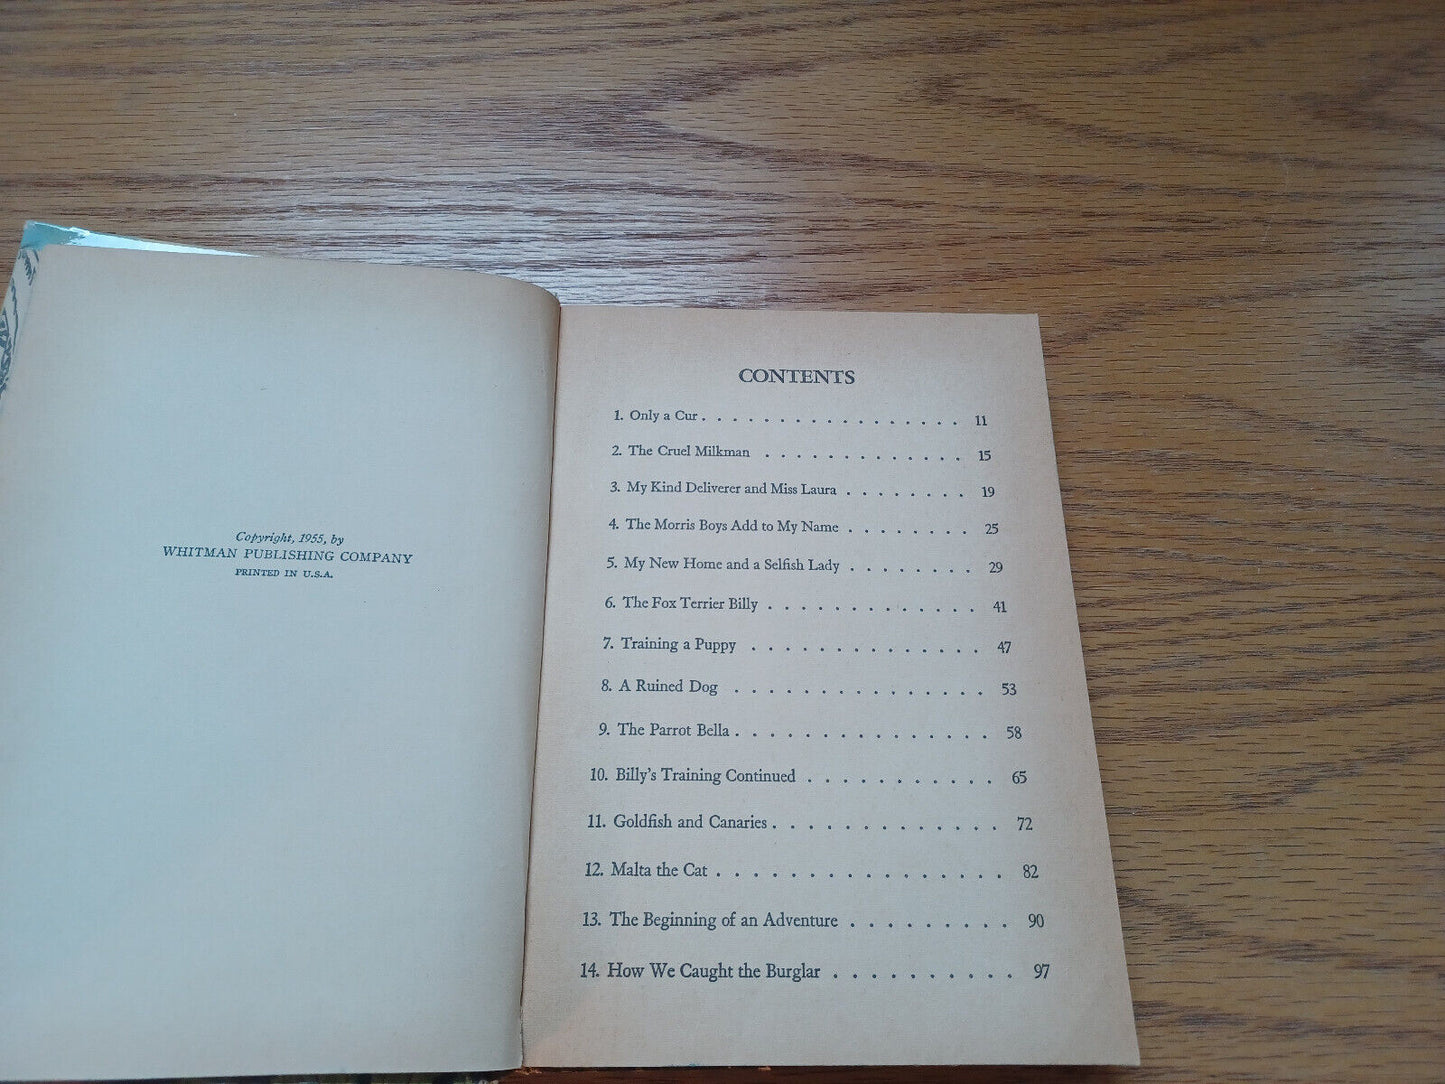 Copyright, 1955, by
WHITMAN PUBLISHING COMPANY
PRINTED IN U.S.A.
CONTENTS
1. Only a Cur . . . . . . . . . . . . . . . . . 11
2. The Cruel Milkman . . . . . . . . . . . . . 15
3. My Kind Deliverer and Miss Laura . . . . . . . . 19
4. The Morris Boys Add to My Name . . . . . . . . 25
5. My New Home and a Selfish Lady . . . . . . . . 29
6. The Fox Terrier Billy . . . . . . . . . . . . . 41
7. Training a Puppy . . . . . . . . . . . . . . 47
8. A Ruined Dog . . . . . . . . . . . . . . . 53
9. The Parrot Bella . . . . . . . . . . . . . . . 58
10. Billy's Training Continued . . . . . . . . . . . 65
11. Goldfish and Canaries . . . . . . . . . . . . . 72
12. Malta the Cat . . . . . . . . . . . . . . . . 82
13. The Beginning of an Adventure . . . . . . . . . 90
14. How We Caught the Burglar . . . . . . . . . . 97